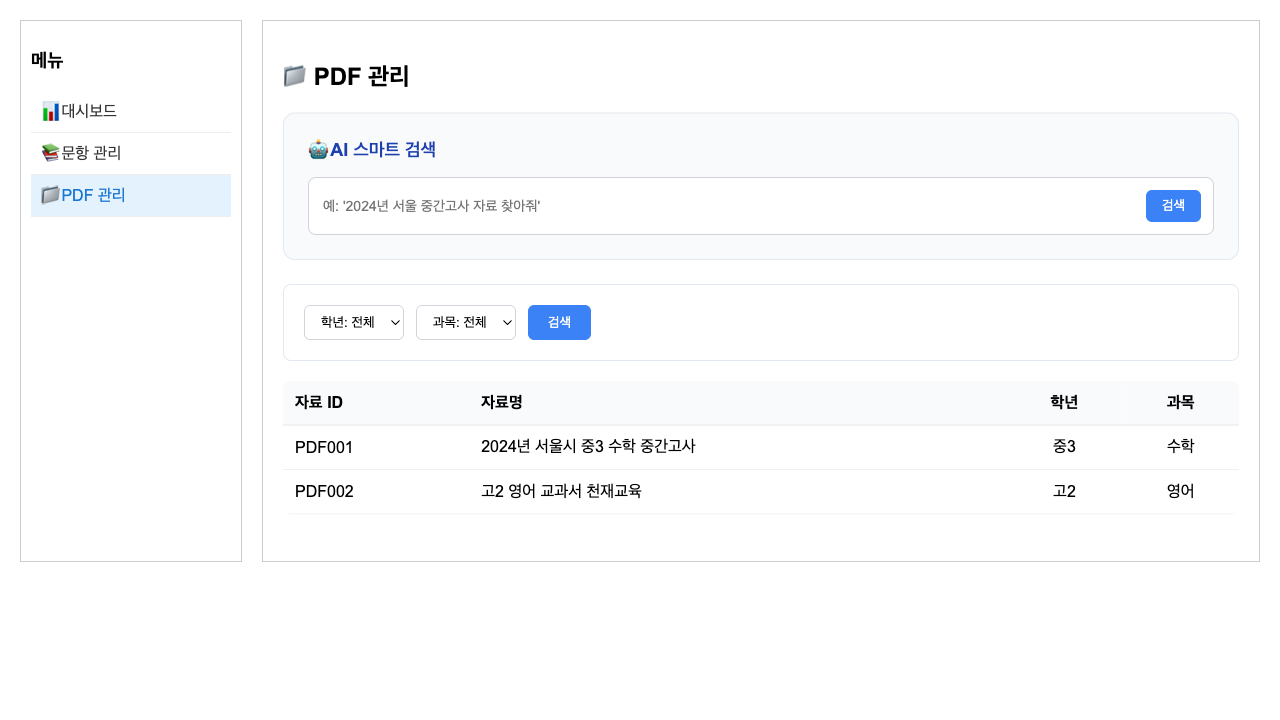 메뉴
대시보드
문항 관리
PDF 관리
PDF 관리
AI 스마트 검색
예: '2024년 서울 중간고사 자료 찾아줘' 검색
학년: 전체 과목: 전체 검색
자료 ID 자료명 학년 과목
PDF001 2024년 서울시 중3 수학 중간고사 중3 수학
PDF002 고2 영어 교과서 천재교육 고2 영어